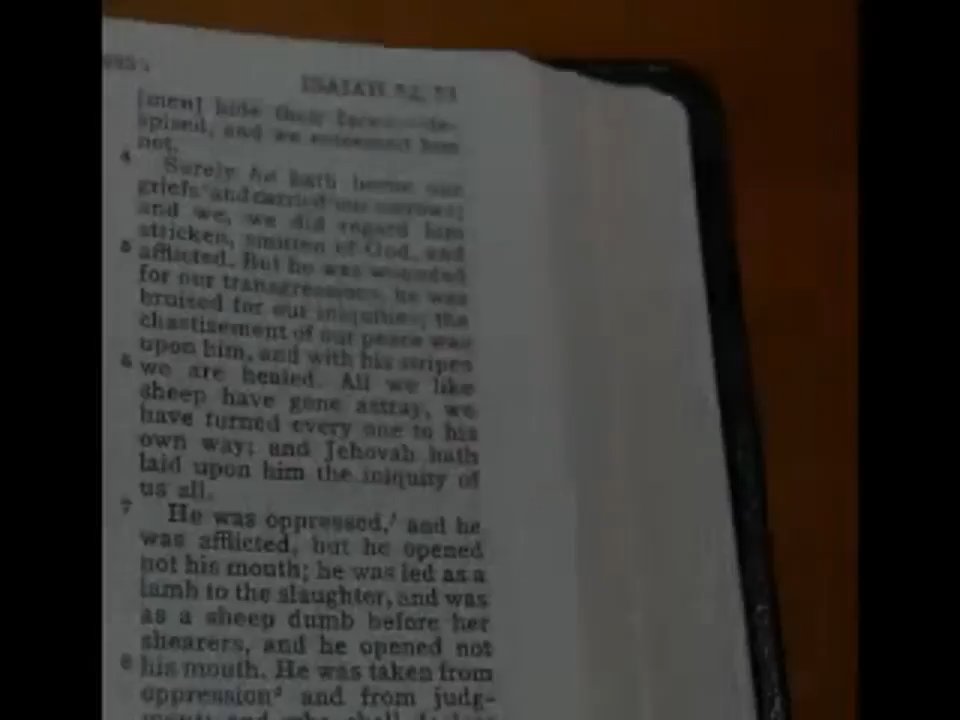 ISAIAH 52, 53
[men] hide their faces;—de-
spised, and we esteemed him
not.
4 Surely he hath borne our
griefs and carried our sorrows;
and we, we did regard him
stricken, smitten of God, and
5 afflicted. But he was wounded
for our transgressions, he was
bruised for our iniquities; the
chastisement of our peace was
upon him, and with his stripes
6 we are healed. All we like
sheep have gone astray, we
have turned every one to his
own way; and Jehovah hath
laid upon him the iniquity of
us all.
7 He was oppressed, and he
was afflicted, but he opened
not his mouth; he was led as a
lamb to the slaughter, and was
as a sheep dumb before her
shearers, and he opened not
8 his mouth. He was taken from
oppression and from judg-